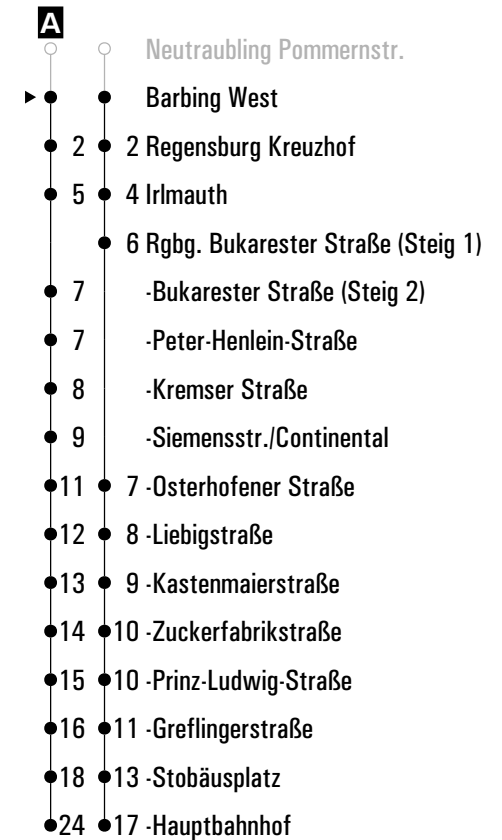 A
Neutraubling Pommernstr.
Barbing West
2 2 Regensburg Kreuzhof
5 4 Irlmauth
6 Rgbg. Bukarester Straße (Steig 1)
7 -Bukarester Straße (Steig 2)
7 -Peter-Henlein-Straße
8 -Kremser Straße
9 -Siemensstr./Continental
11 7 -Osterhofener Straße
12 8 -Liebigstraße
13 9 -Kastenmaierstraße
14 10 -Zuckerfabrikstraße
15 10 -Prinz-Ludwig-Straße
16 11 -Greflingerstraße
18 13 -Stobäusplatz
24 17 -Hauptbahnhof